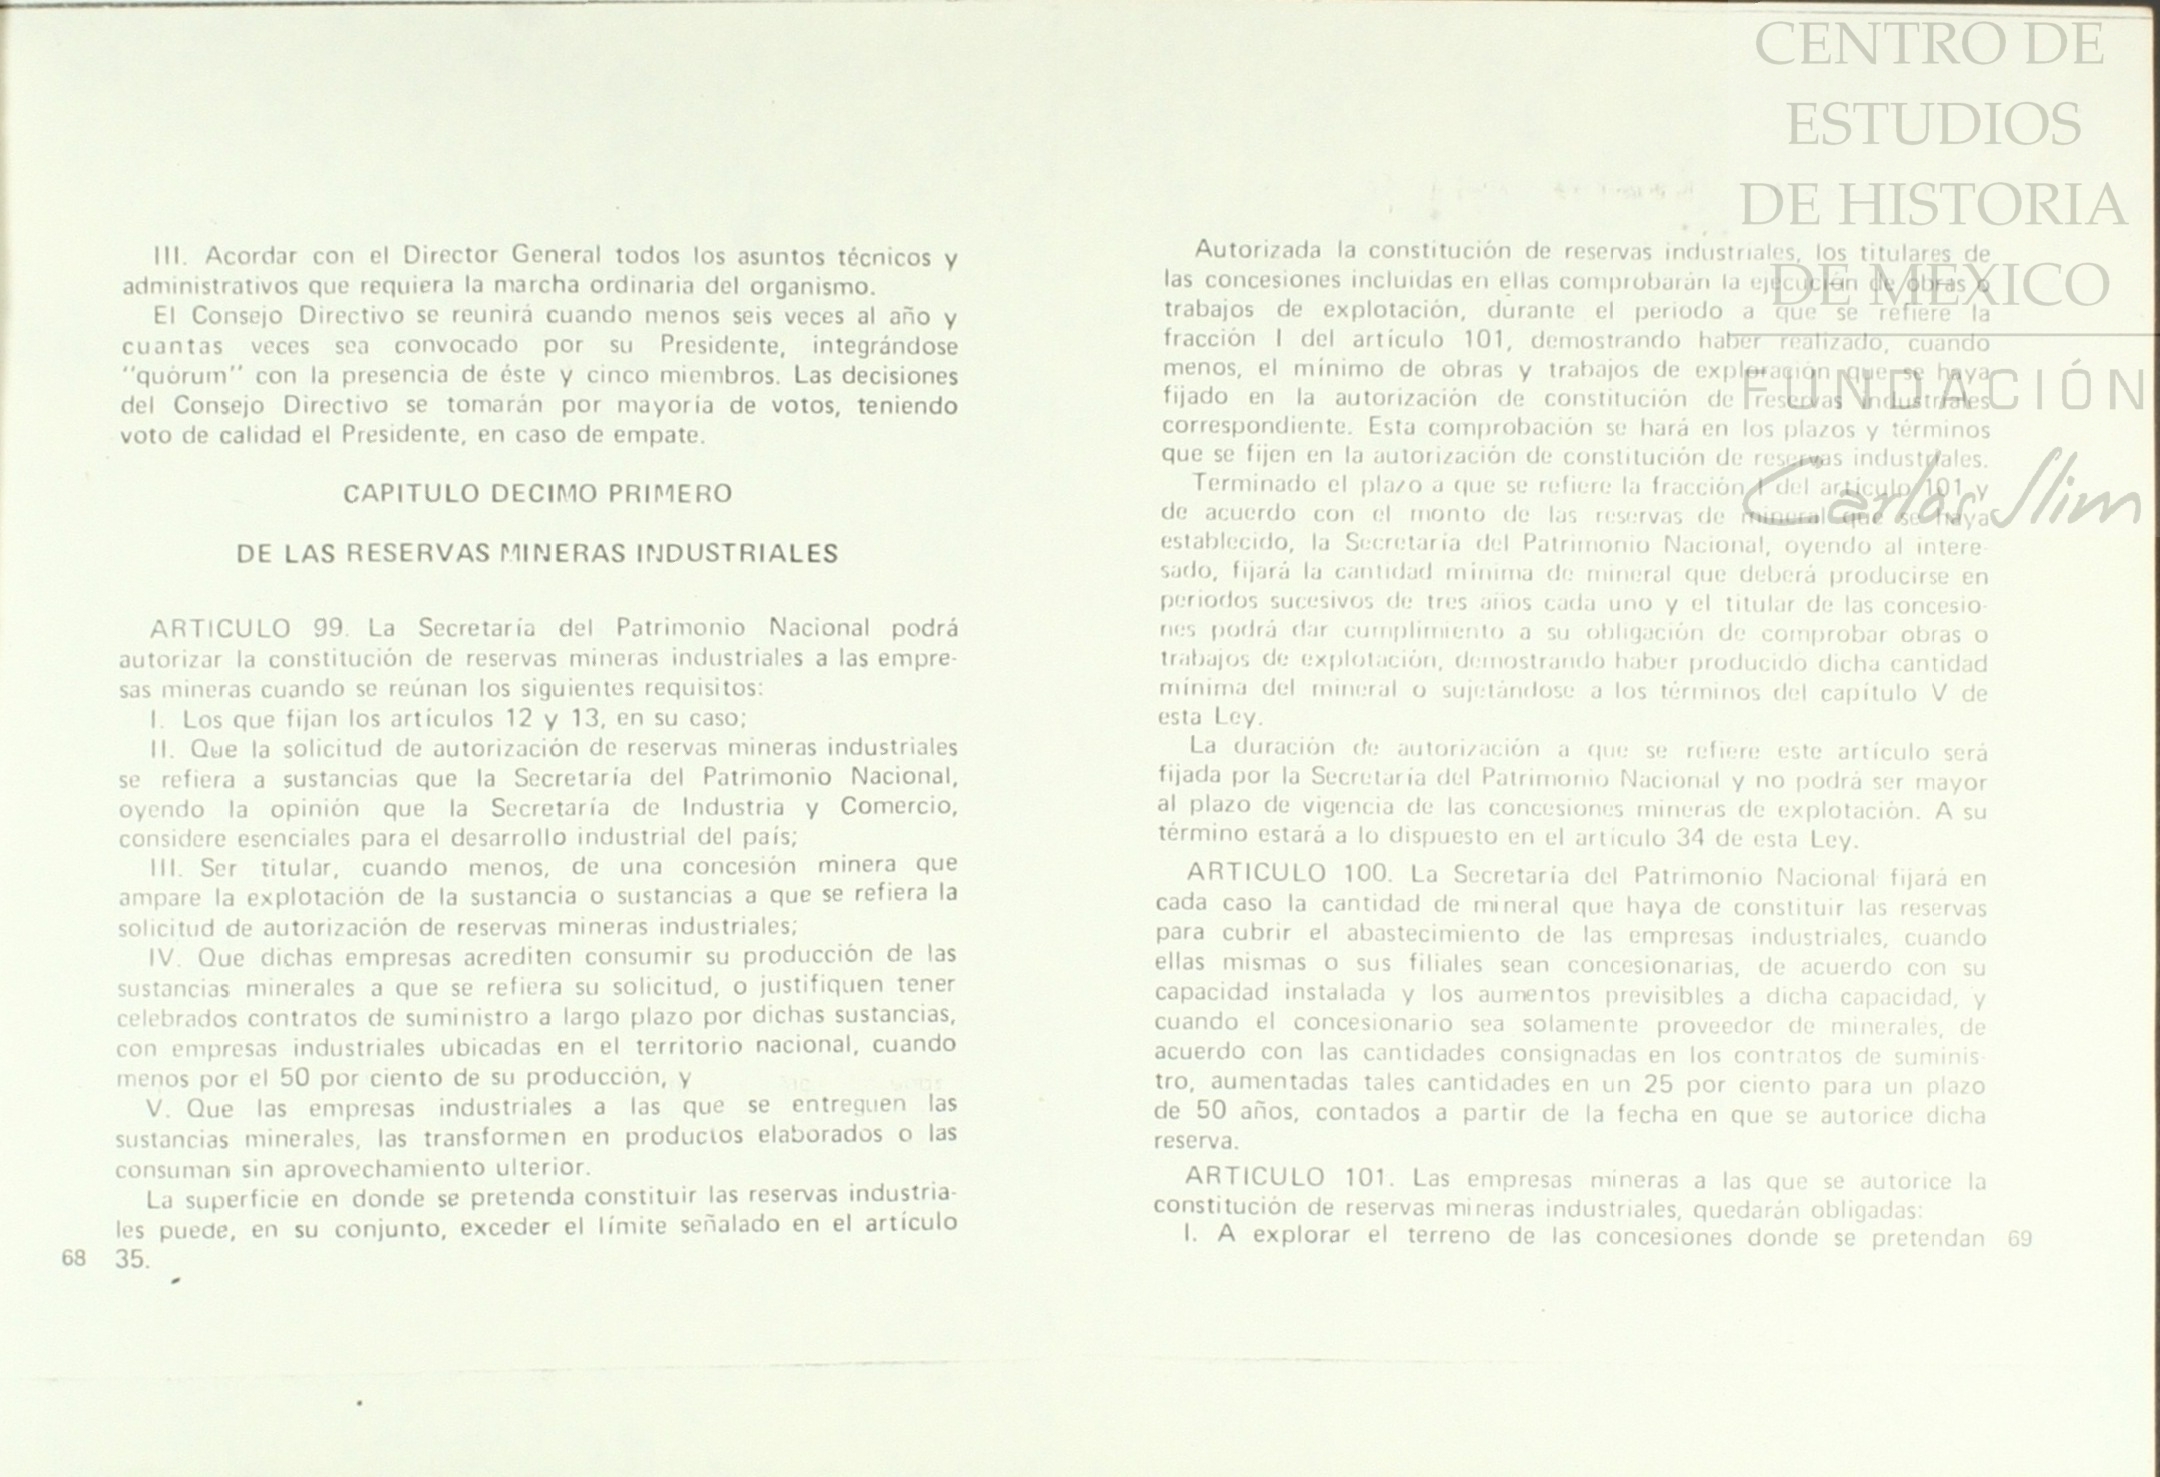 III. Acordar con el Director General todos los asuntos técnicos y
administrativos que requiera la marcha ordinaria del organismo.
El Consejo Directivo se reunirá cuando menos seis veces al año y
cuantas veces sea convocado por su Presidente, integrándose
"quórum" con la presencia de éste y cinco miembros. Las decisiones
del Consejo Directivo se tomarán por mayoría de votos, teniendo
voto de calidad el Presidente, en caso de empate.
CAPITULO DECIMO PRIMERO
DE LAS RESERVAS MINERAS INDUSTRIALES
ARTICULO 99. La Secretaría del Patrimonio Nacional podrá
autorizar la constitución de reservas mineras industriales a las empre-
sas mineras cuando se reúnan los siguientes requisitos:
I. Los que fijan los artículos 12 y 13, en su caso;
II. Que la solicitud de autorización de reservas mineras industriales
se refiera a sustancias que la Secretaría del Patrimonio Nacional,
oyendo la opinión que la Secretaría de Industria y Comercio,
considere esenciales para el desarrollo industrial del país;
III. Ser titular, cuando menos, de una concesión minera que
ampare la explotación de la sustancia o sustancias a que se refiera la
solicitud de autorización de reservas mineras industriales;
IV. Que dichas empresas acrediten consumir su producción de las
sustancias minerales a que se refiera su solicitud, o justifiquen tener
celebrados contratos de suministro a largo plazo por dichas sustancias,
con empresas industriales ubicadas en el territorio nacional, cuando
menos por el 50 por ciento de su producción, y
V. Que las empresas industriales a las que se entreguen las
sustancias minerales, las transformen en productos elaborados o las
consuman sin aprovechamiento ulterior.
La superficie en donde se pretenda constituir las reservas industria-
les puede, en su conjunto, exceder el límite señalado en el artículo
68 35.
Autorizada la constitución de reservas industriales, los titulares de
las concesiones incluidas en ellas comprobarán la ejecución de obras o
trabajos de explotación, durante el periodo a que se refiere la
fracción I del artículo 101, demostrando haber realizado, cuando
menos, el mínimo de obras y trabajos de exploración que se haya
fijado en la autorización de constitución de reservas industriales
correspondiente. Esta comprobación se hará en los plazos y términos
que se fijen en la autorización de constitución de reservas industriales.
Terminado el plazo a que se refiere la fracción I del artículo 101 y
de acuerdo con el monto de las reservas de mineral que se haya
establecido, la Secretaría del Patrimonio Nacional, oyendo al intere-
sado, fijará la cantidad mínima de mineral que deberá producirse en
periodos sucesivos de tres años cada uno y el titular de las concesio-
nes podrá dar cumplimiento a su obligación de comprobar obras o
trabajos de explotación, demostrando haber producido dicha cantidad
mínima del mineral o sujetándose a los términos del capítulo V de
esta Ley.
La duración de autorización a que se refiere este artículo será
fijada por la Secretaría del Patrimonio Nacional y no podrá ser mayor
al plazo de vigencia de las concesiones mineras de explotación. A su
término estará a lo dispuesto en el artículo 34 de esta Ley.
ARTICULO 100. La Secretaría del Patrimonio Nacional fijará en
cada caso la cantidad de mineral que haya de constituir las reservas
para cubrir el abastecimiento de las empresas industriales, cuando
ellas mismas o sus filiales sean concesionarias, de acuerdo con su
capacidad instalada y los aumentos previsibles a dicha capacidad, y
cuando el concesionario sea solamente proveedor de minerales, de
acuerdo con las cantidades consignadas en los contratos de suminis-
tro, aumentadas tales cantidades en un 25 por ciento para un plazo
de 50 años, contados a partir de la fecha en que se autorice dicha
reserva.
ARTICULO 101. Las empresas mineras a las que se autorice la
constitución de reservas mineras industriales, quedarán obligadas:
I. A explorar el terreno de las concesiones donde se pretendan 69
CENTRO DE
ESTUDIOS
DE HISTORIA
DE MÉXICO
FUNDACIÓN
Carlos Slim